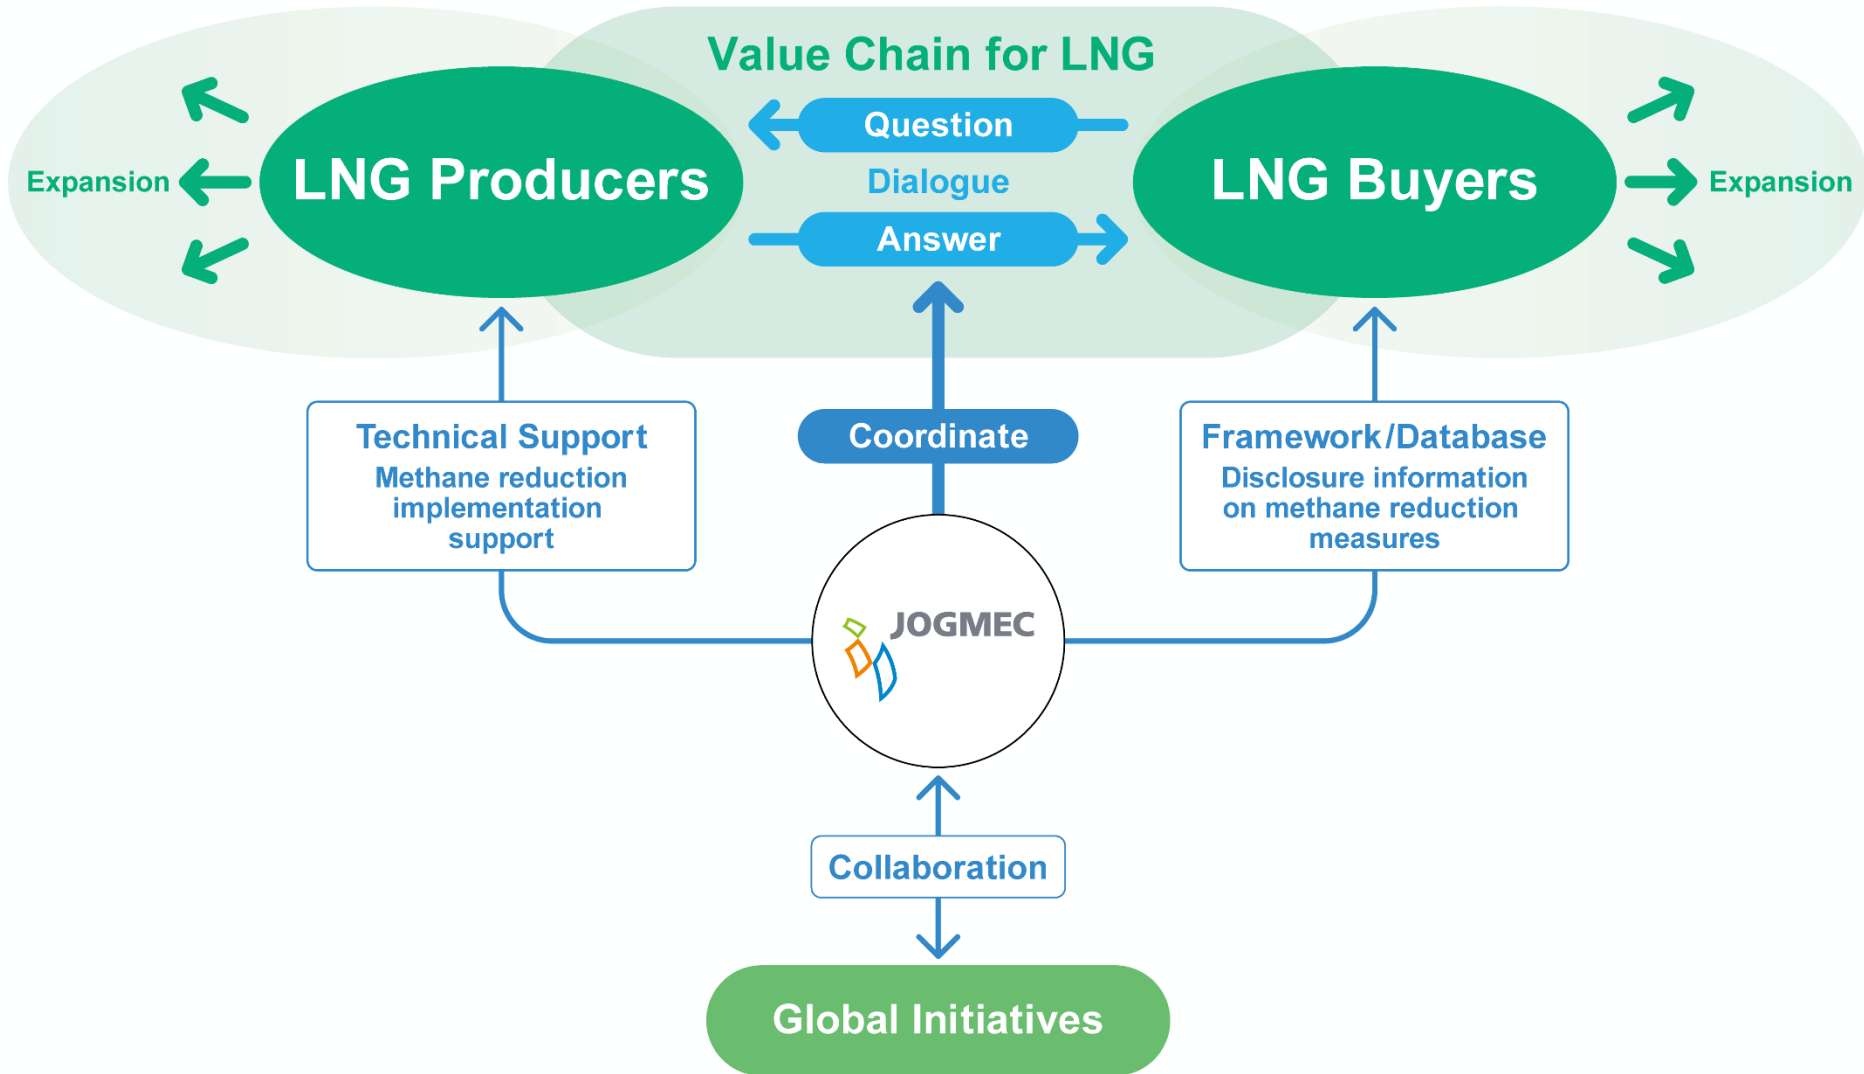 Value Chain for LNG
Expansion
LNG Producers
Question
Dialogue
Answer
LNG Buyers
Expansion
Technical Support
Methane reduction
implementation
support
Coordinate
Framework/Database
Disclosure information
on methane reduction
measures
JOGMEC
Collaboration
Global Initiatives